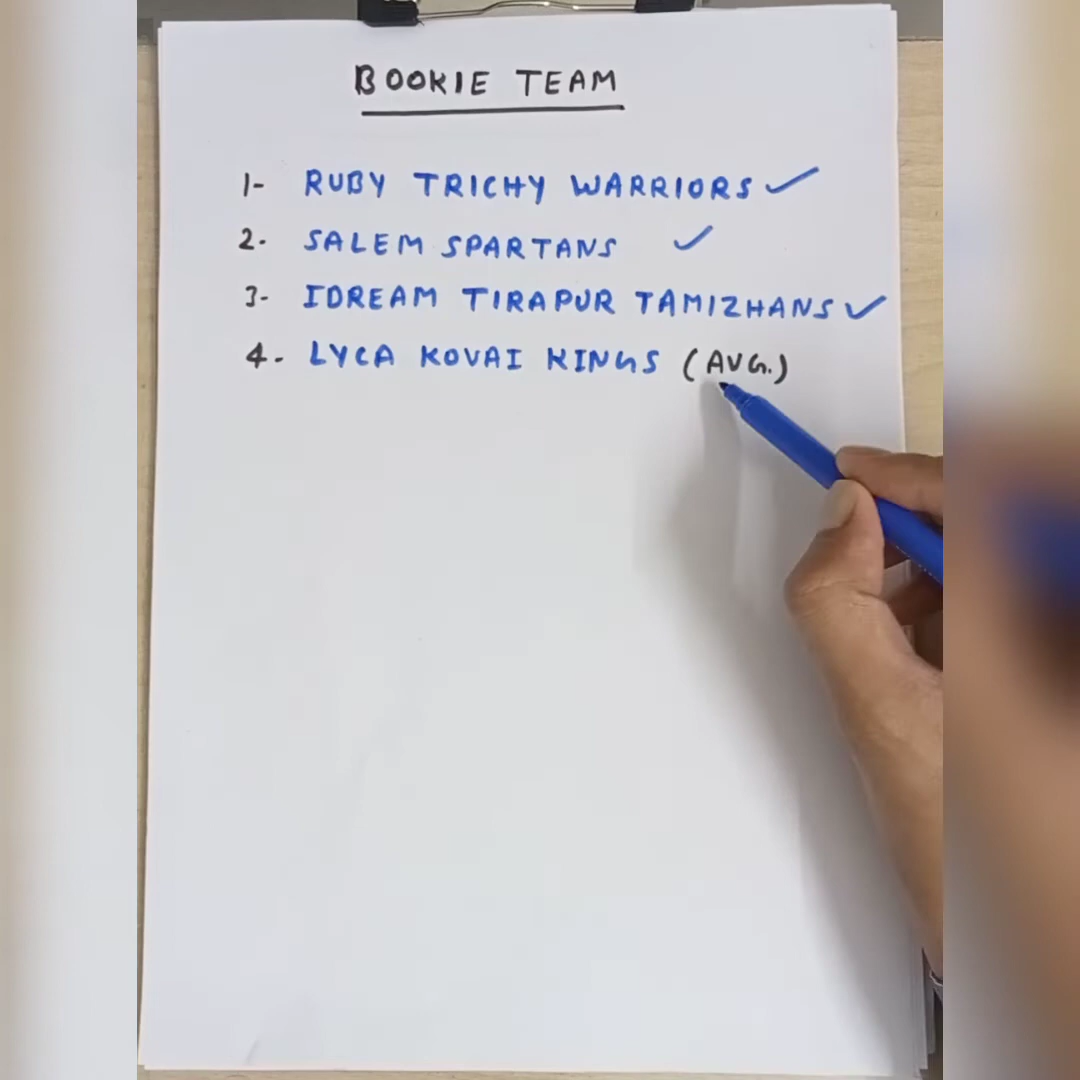 BOOKIE TEAM
1- RUBY TRICHY WARRIORS ✓
2. SALEM SPARTANS ✓
3- IDREAM TIRAPUR TAMIZHANS ✓
4. LYCA KOVAI KINGS (AVG.)